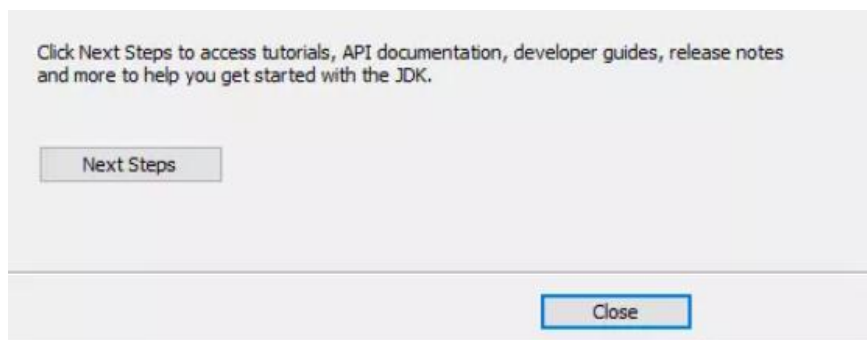 Click Next Steps to access tutorials, API documentation, developer guides, release notes
and more to help you get started with the JDK.
Next Steps
Close